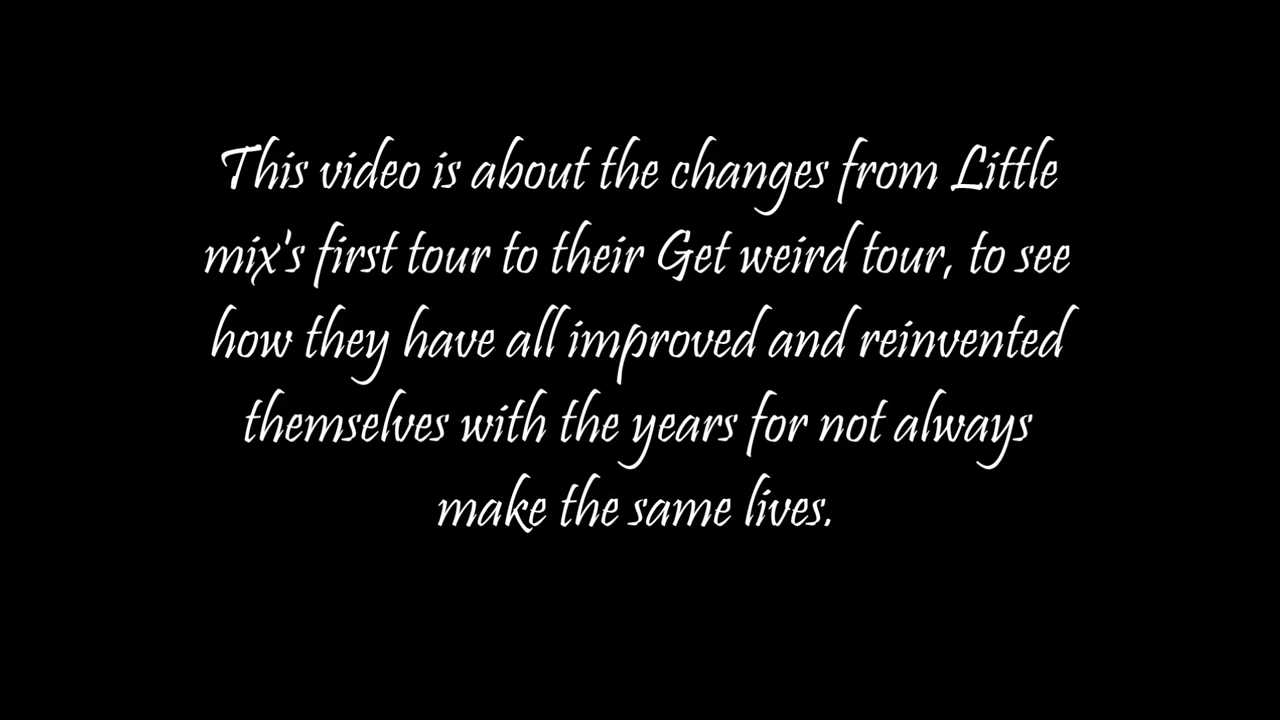 This video is about the changes from Little
mix's first tour to their Get weird tour, to see
how they have all improved and reinvented
themselves with the years for not always
make the same lives.